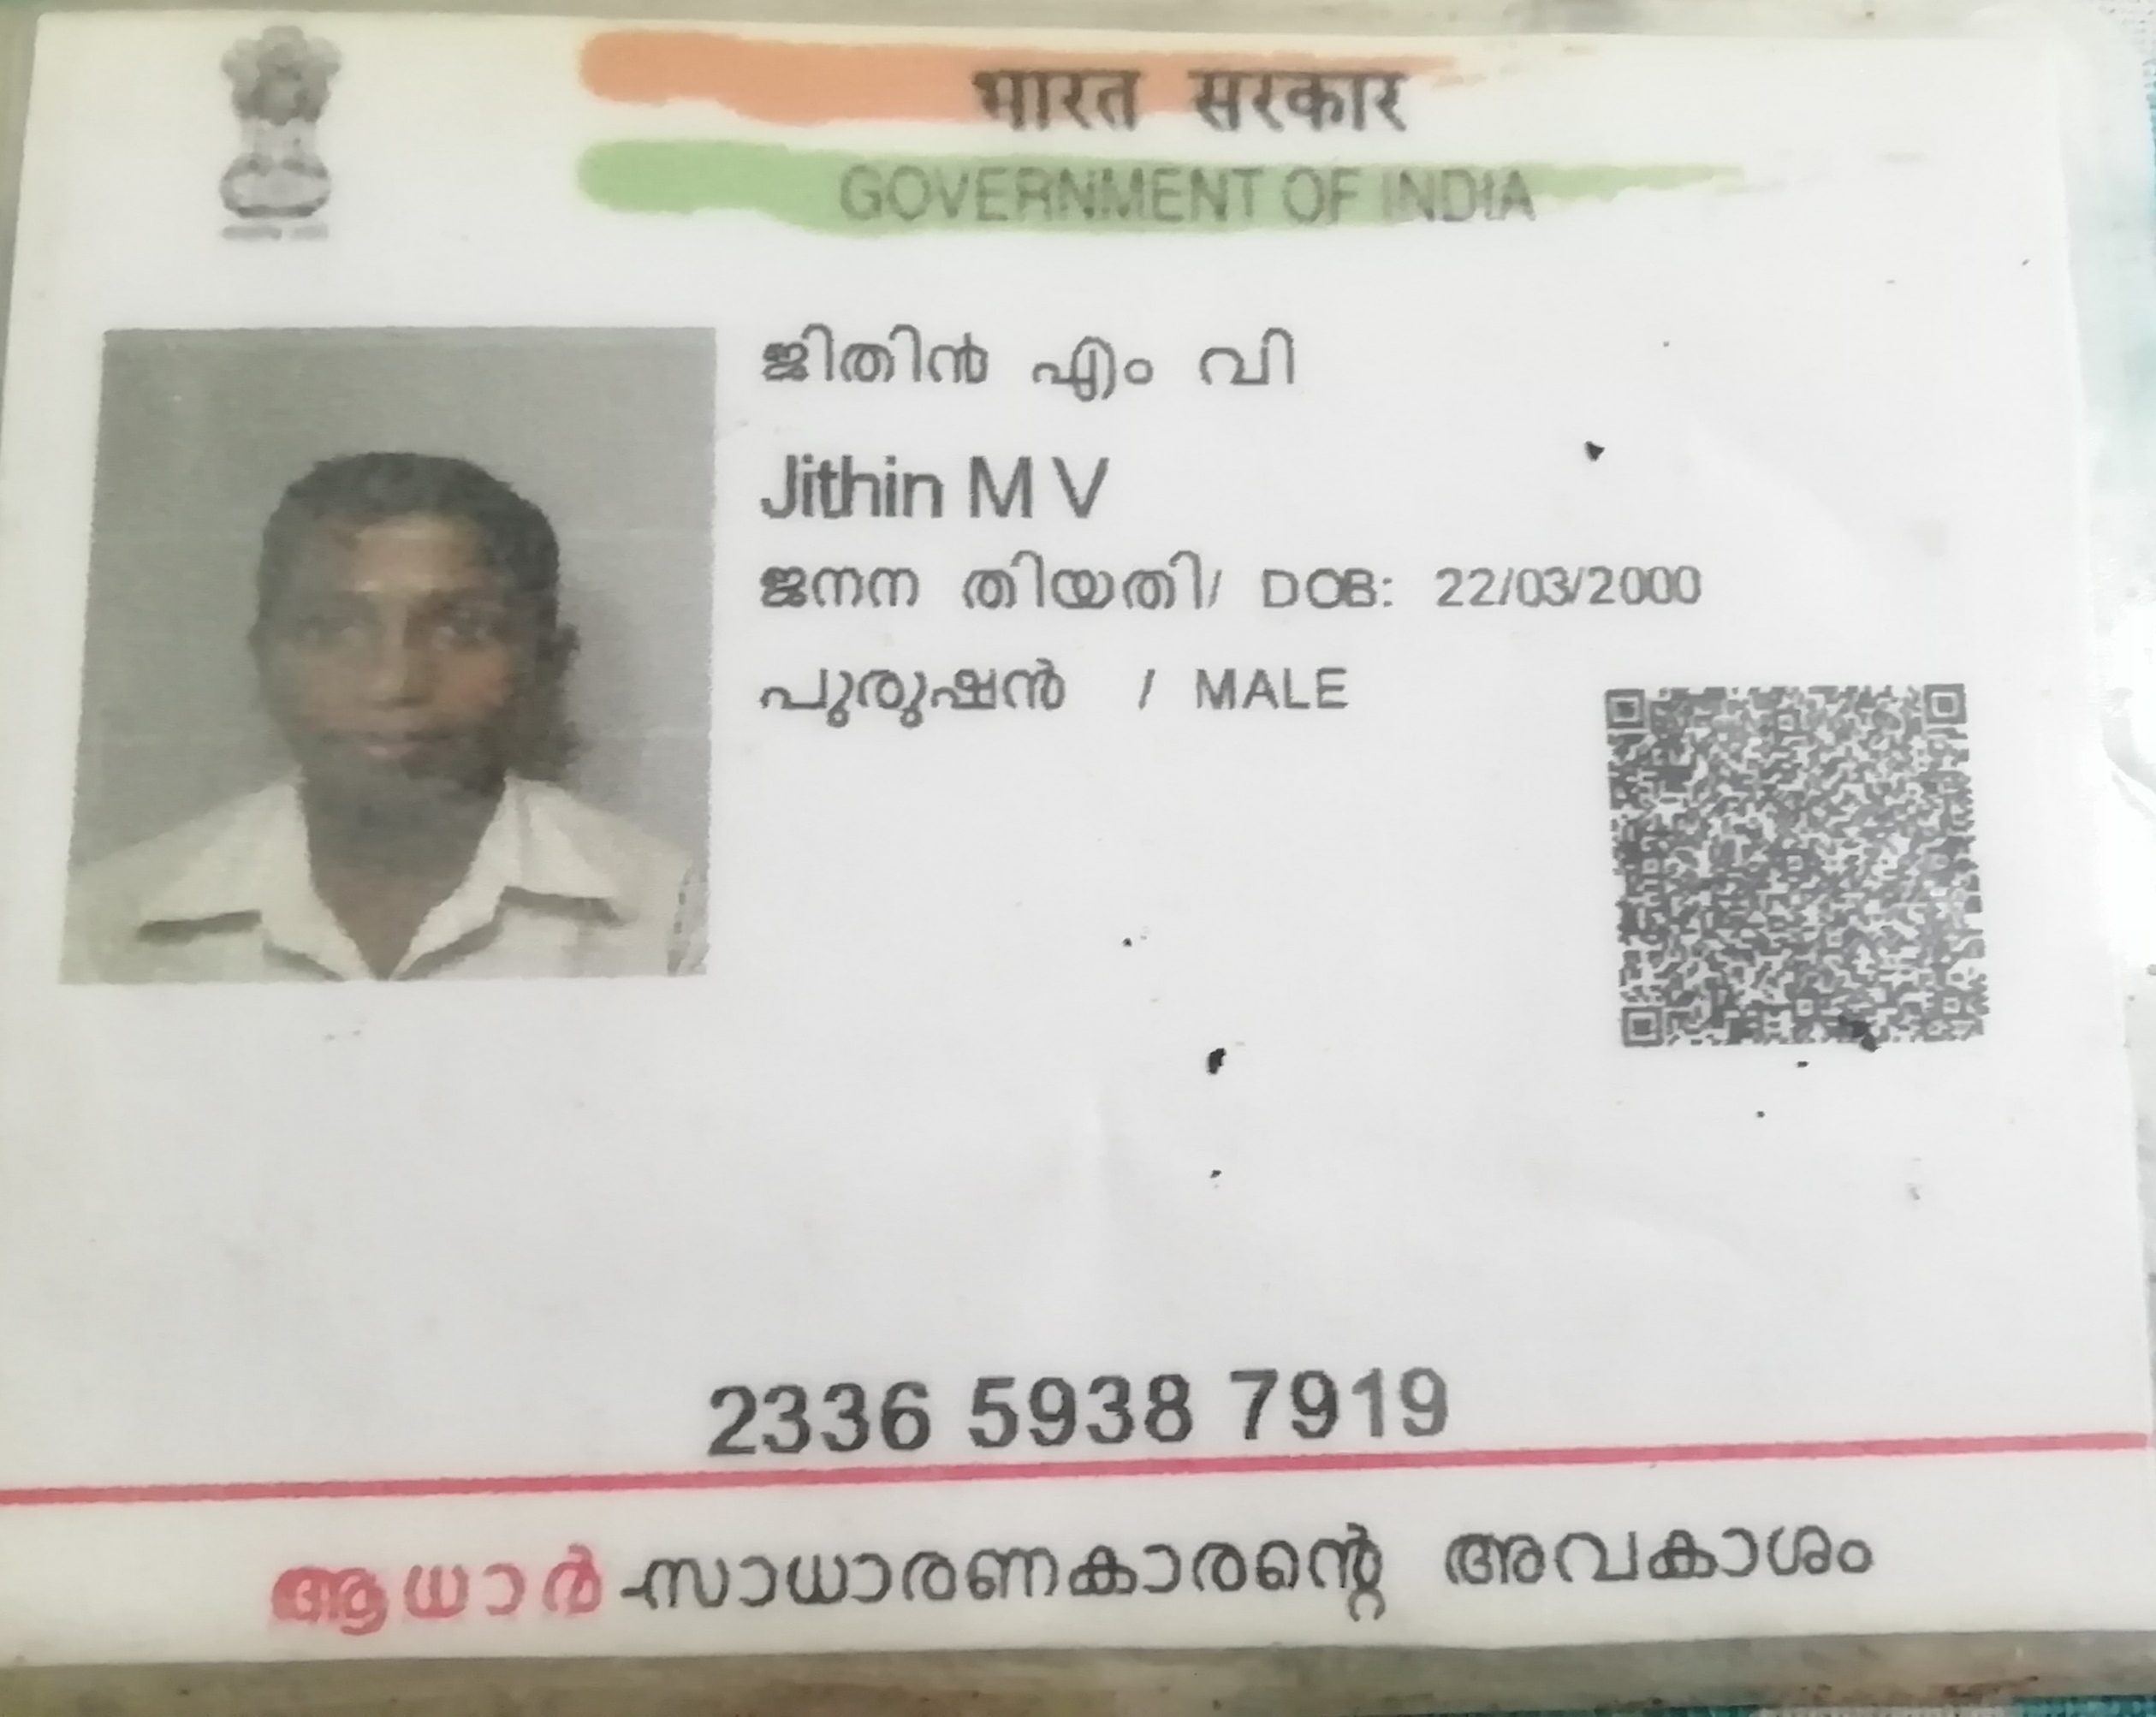 भारत सरकार
GOVERNMENT OF INDIA
ജിതിൻ എം വി
Jithin M V
ജനന തിയതി/ DOB: 22/03/2000
പുരുഷൻ / MALE
2336 5938 7919
ആധാർ-സാധാരണകാരന്റെ അവകാശം